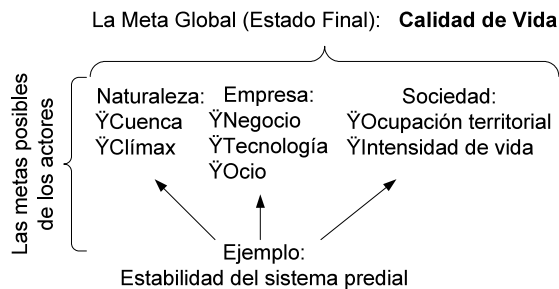 La Meta Global (Estado Final): Calidad de Vida
Las metas posibles
de los actores
Naturaleza:
ŸCuenca
ŸClímax
Empresa:
ŸNegocio
ŸTecnología
ŸOcio
Sociedad:
ŸOcupación territorial
ŸIntensidad de vida
Ejemplo:
Estabilidad del sistema predial